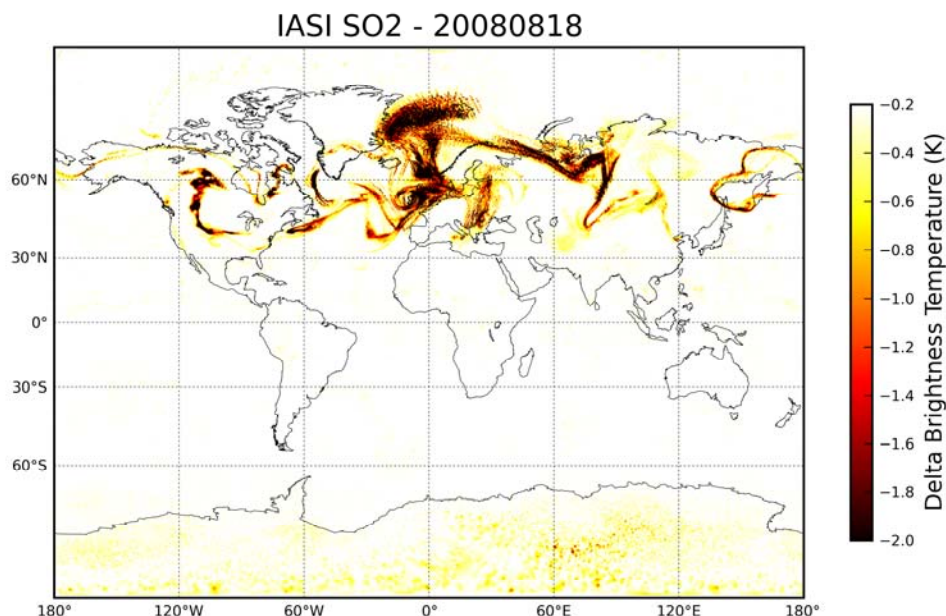 IASI SO2 - 20080818
60°N
30°N
0°
30°S
60°S
180°
120°W
60°W
0°
60°E
120°E
180°
−0.2
−0.4
−0.6
−0.8
−1.0
−1.2
−1.4
−1.6
−1.8
−2.0
Delta Brightness Temperature (K)